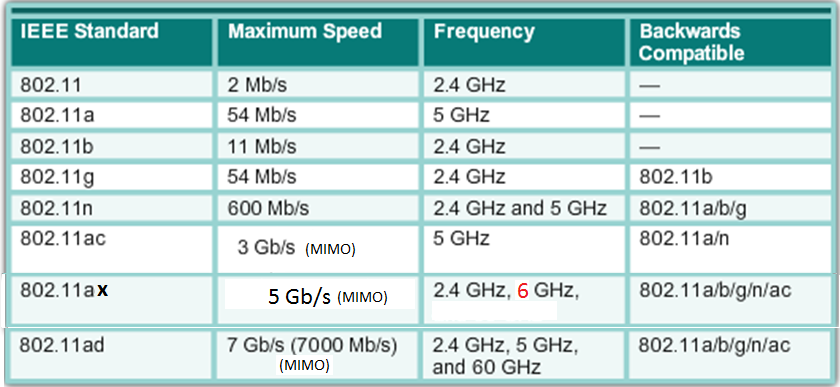 IEEE Standard Maximum Speed Frequency Backwards Compatible
802.11 2 Mb/s 2.4 GHz —
802.11a 54 Mb/s 5 GHz —
802.11b 11 Mb/s 2.4 GHz —
802.11g 54 Mb/s 2.4 GHz 802.11b
802.11n 600 Mb/s 2.4 GHz and 5 GHz 802.11a/b/g
802.11ac 3 Gb/s (MIMO) 5 GHz 802.11a/n
802.11ax 5 Gb/s (MIMO) 2.4 GHz, 6 GHz, 802.11a/b/g/n/ac
802.11ad 7 Gb/s (7000 Mb/s) (MIMO) 2.4 GHz, 5 GHz, and 60 GHz 802.11a/b/g/n/ac